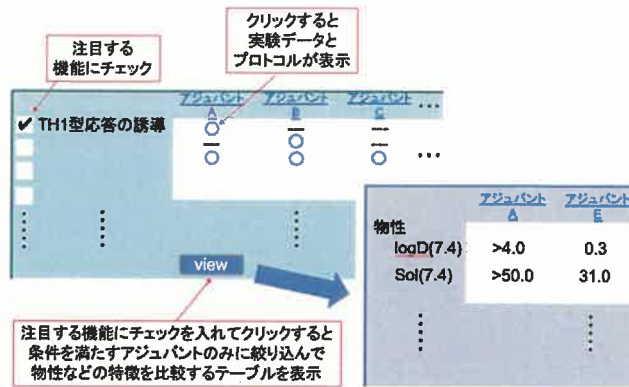 クリックすると
実験データと
プロトコルが表示
注目する
機能にチェック
アジュバント アジュバント アジュバント
A B C …
✔ TH1型応答の誘導 ○ — —
— ○ ○
○ ○ ○ …
view
アジュバント アジュバント
A E
物性
logD(7.4) >4.0 0.3
Sol(7.4) >50.0 31.0
注目する機能にチェックを入れてクリックすると
条件を満たすアジュバントのみに絞り込んで
物性などの特徴を比較するテーブルを表示